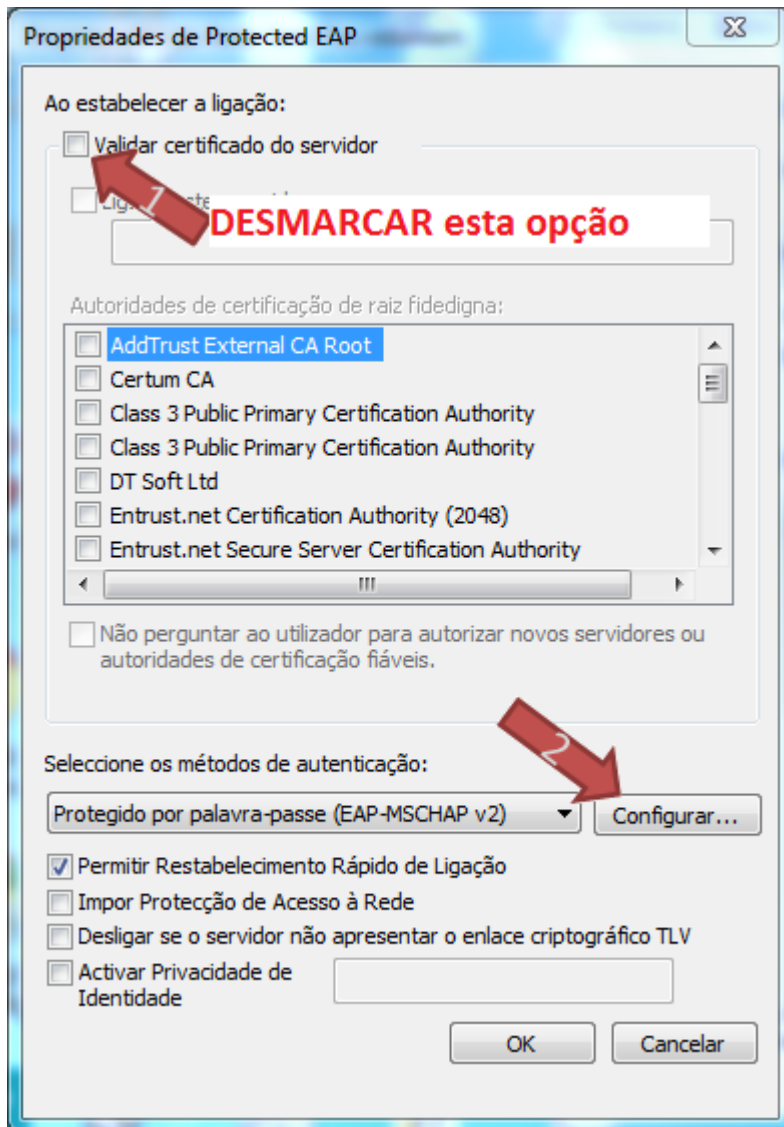 Propriedades de Protected EAP
Ao estabelecer a ligação:
Validar certificado do servidor
1
DESMARCAR esta opção
Autoridades de certificação de raiz fidedigna:
AddTrust External CA Root
Certum CA
Class 3 Public Primary Certification Authority
Class 3 Public Primary Certification Authority
DT Soft Ltd
Entrust.net Certification Authority (2048)
Entrust.net Secure Server Certification Authority
Não perguntar ao utilizador para autorizar novos servidores ou
autoridades de certificação fiáveis.
2
Seleccione os métodos de autenticação:
Protegido por palavra-passe (EAP-MSCHAP v2)
Configurar...
Permitir Restabelecimento Rápido de Ligação
Impor Protecção de Acesso à Rede
Desligar se o servidor não apresentar o enlace criptográfico TLV
Activar Privacidade de
Identidade
OK
Cancelar